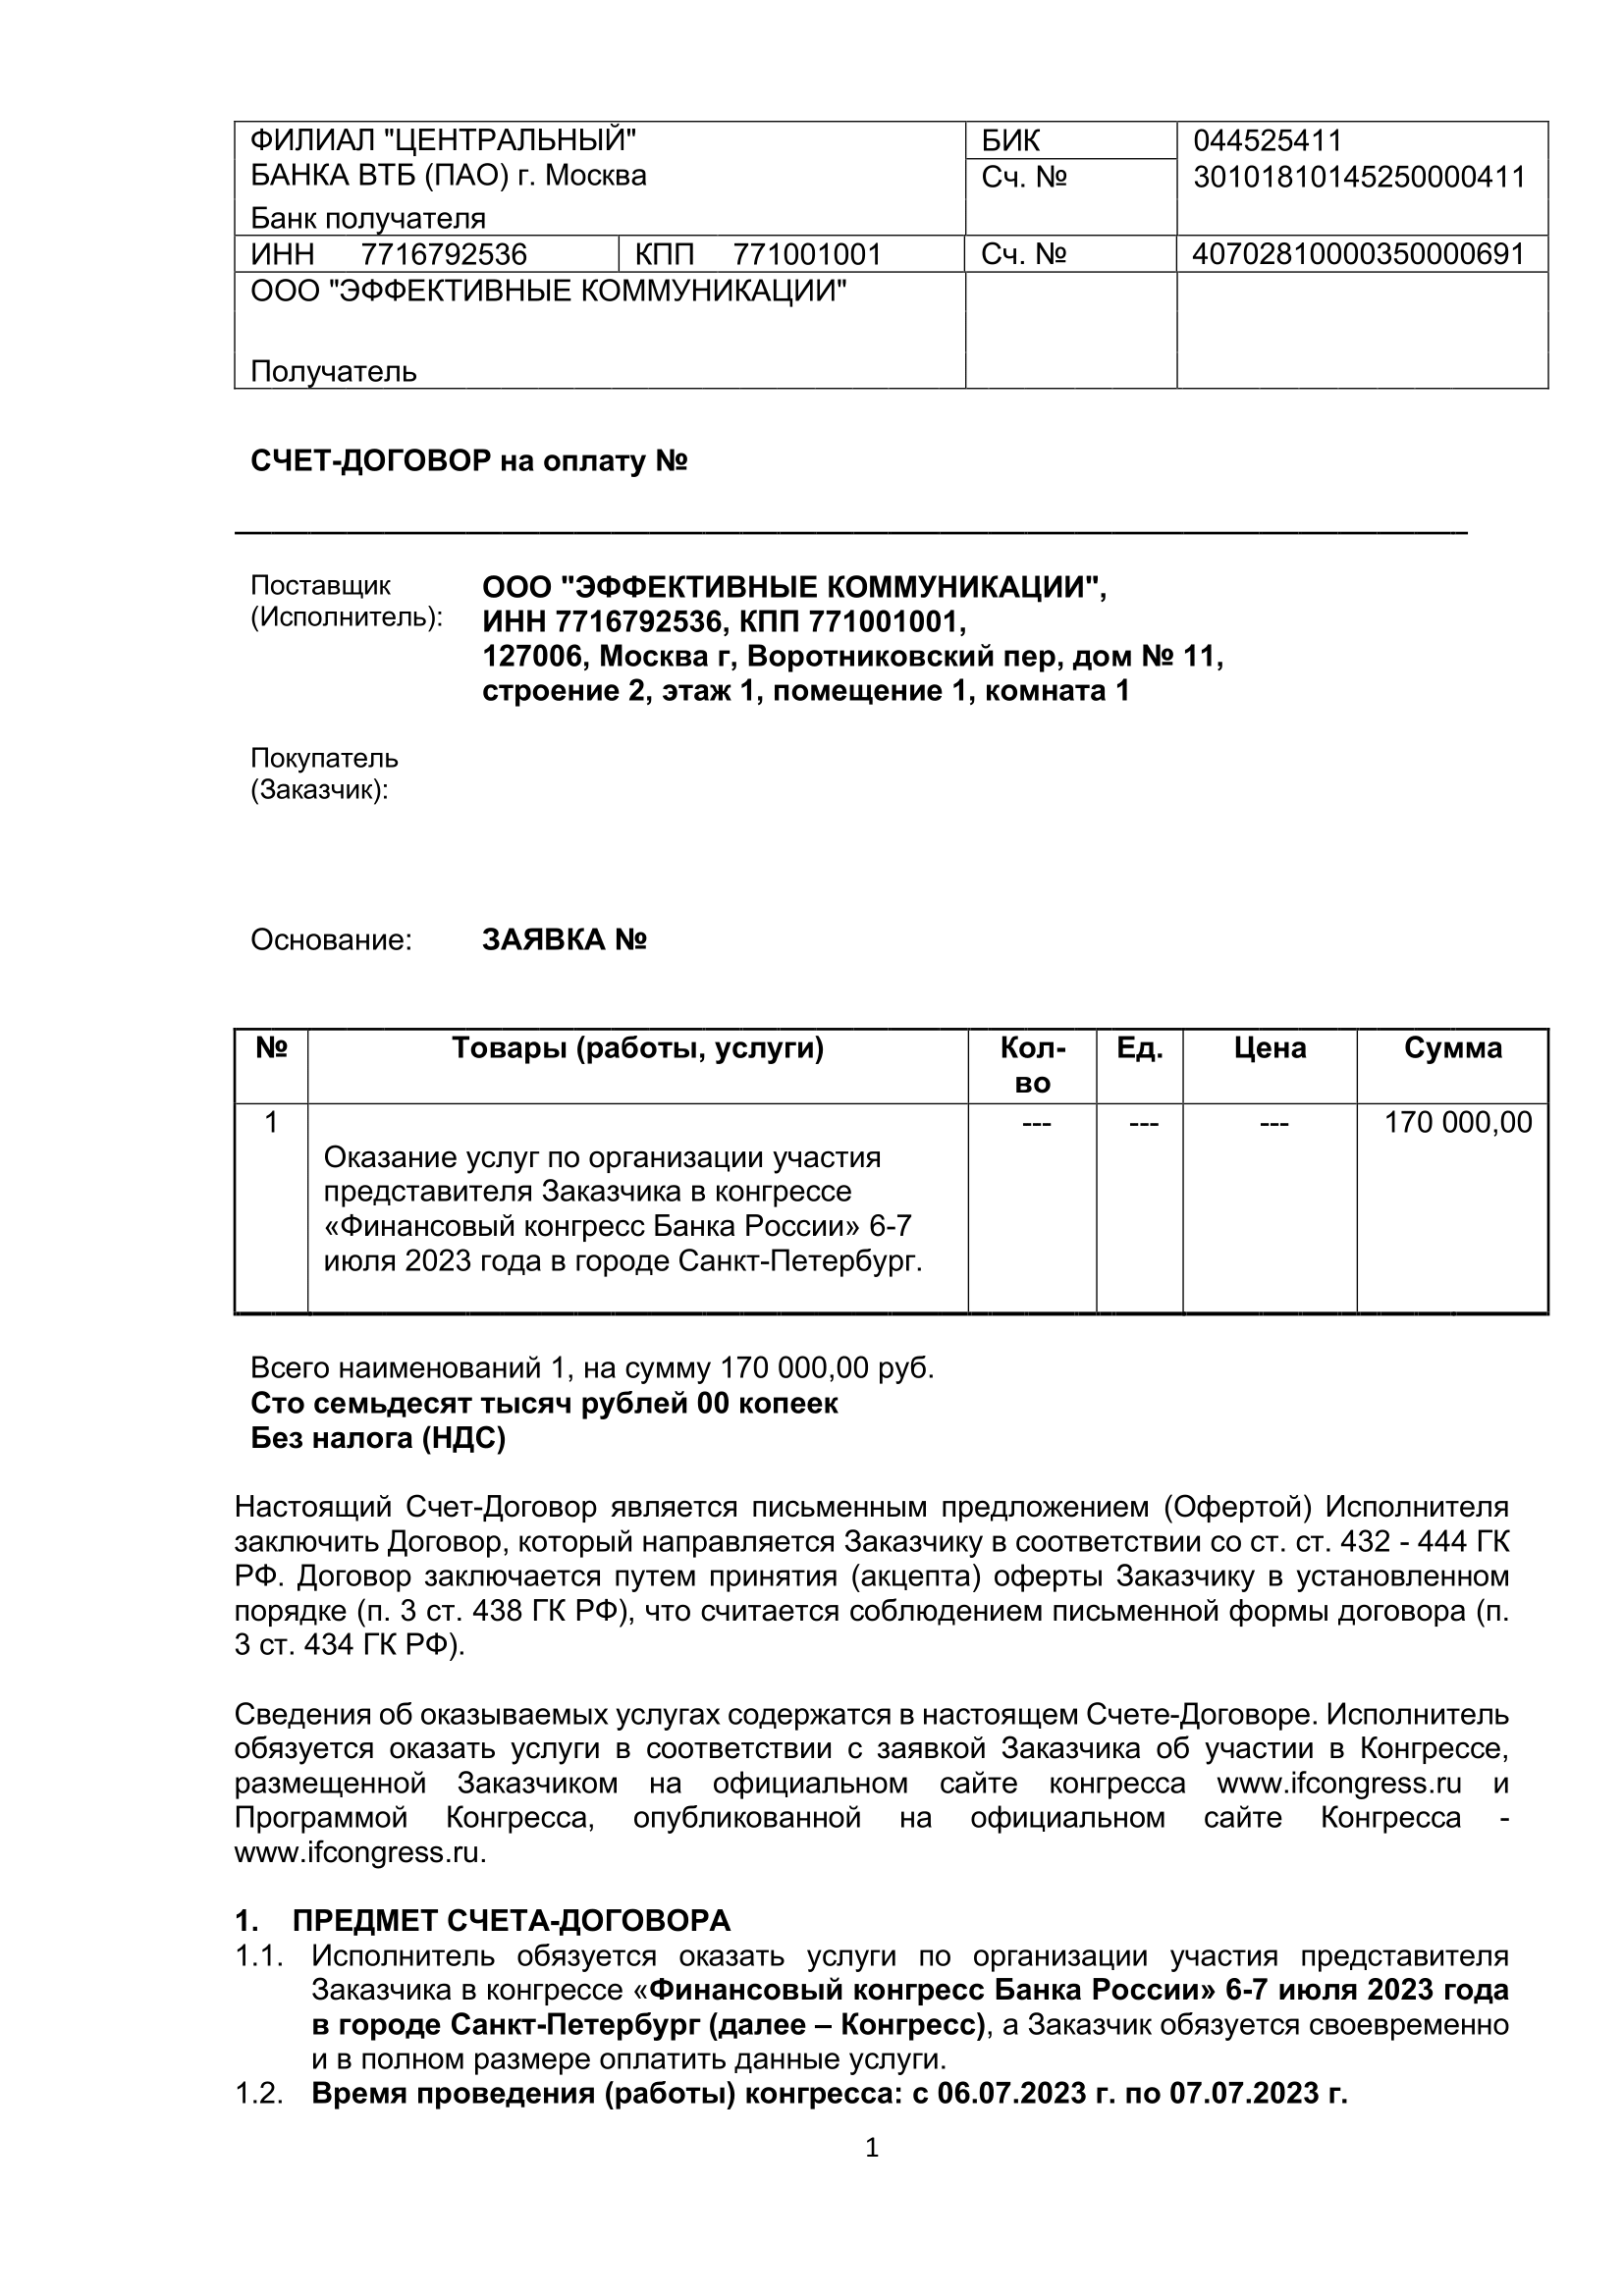 ФИЛИАЛ "ЦЕНТРАЛЬНЫЙ" БИК 044525411
БАНКА ВТБ (ПАО) г. Москва Сч. № 30101810145250000411
Банк получателя
ИНН 7716792536 КПП 771001001 Сч. № 40702810000350000691
ООО "ЭФФЕКТИВНЫЕ КОММУНИКАЦИИ"
Получатель
СЧЕТ-ДОГОВОР на оплату №
Поставщик
(Исполнитель):
ООО "ЭФФЕКТИВНЫЕ КОММУНИКАЦИИ",
ИНН 7716792536, КПП 771001001,
127006, Москва г, Воротниковский пер, дом № 11,
строение 2, этаж 1, помещение 1, комната 1
Покупатель
(Заказчик):
Основание: ЗАЯВКА №
№ Товары (работы, услуги) Кол-во Ед. Цена Сумма
1 --- --- --- 170 000,00
Оказание услуг по организации участия
представителя Заказчика в конгрессе
«Финансовый конгресс Банка России» 6-7
июля 2023 года в городе Санкт-Петербург.
Всего наименований 1, на сумму 170 000,00 руб.
Сто семьдесят тысяч рублей 00 копеек
Без налога (НДС)
Настоящий Счет-Договор является письменным предложением (Офертой) Исполнителя
заключить Договор, который направляется Заказчику в соответствии со ст. ст. 432 - 444 ГК
РФ. Договор заключается путем принятия (акцепта) оферты Заказчику в установленном
порядке (п. 3 ст. 438 ГК РФ), что считается соблюдением письменной формы договора (п.
3 ст. 434 ГК РФ).
Сведения об оказываемых услугах содержатся в настоящем Счете-Договоре. Исполнитель
обязуется оказать услуги в соответствии с заявкой Заказчика об участии в Конгрессе,
размещенной Заказчиком на официальном сайте конгресса www.ifcongress.ru и
Программой Конгресса, опубликованной на официальном сайте Конгресса -
www.ifcongress.ru.
1. ПРЕДМЕТ СЧЕТА-ДОГОВОРА
1.1. Исполнитель обязуется оказать услуги по организации участия представителя
Заказчика в конгрессе «Финансовый конгресс Банка России» 6-7 июля 2023 года
в городе Санкт-Петербург (далее – Конгресс), а Заказчик обязуется своевременно
и в полном размере оплатить данные услуги.
1.2. Время проведения (работы) конгресса: с 06.07.2023 г. по 07.07.2023 г.
1